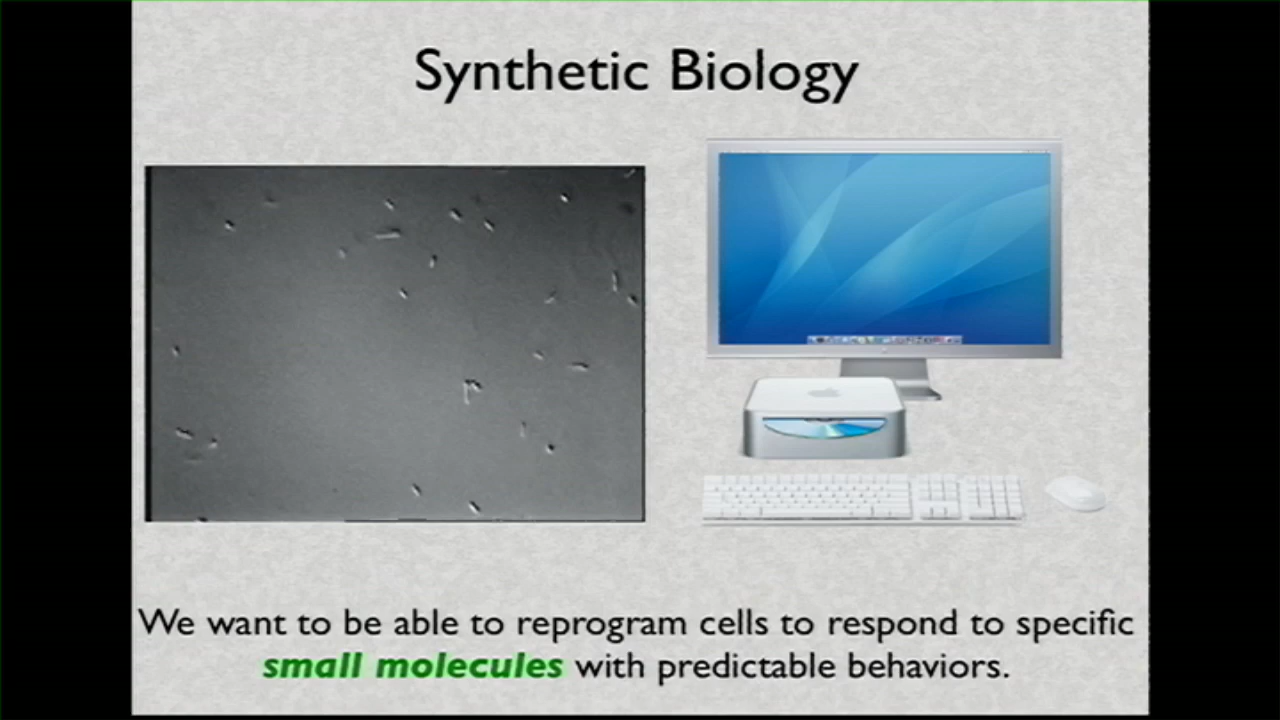 Synthetic Biology
We want to be able to reprogram cells to respond to specific
small molecules with predictable behaviors.